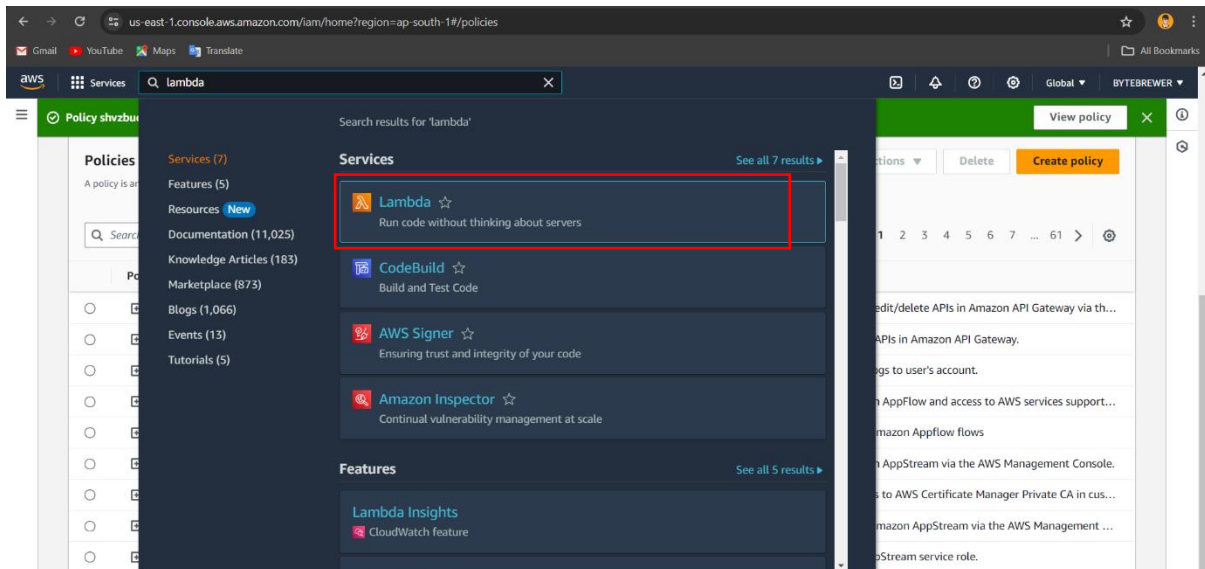 us-east-1.console.aws.amazon.com/iam/home?region=ap-south-1#/policies
Gmail YouTube Maps Translate All Bookmarks
aws Services lambda Global BYTEBREWER
Policy View policy
Search results for 'lambda'
Policies Services (7) Services See all 7 results Delete Create policy
A policy is Features (5)
Resources New Lambda
Run code without thinking about servers
Documentation (11,025) 1 2 3 4 5 6 7 ... 61
Knowledge Articles (183) CodeBuild
Marketplace (873) Build and Test Code
Blogs (1,066) edit/delete APIs in Amazon API Gateway via th...
Events (13) AWS Signer APIs in Amazon API Gateway.
Tutorials (5) Ensuring trust and integrity of your code
to user's account.
Amazon Inspector AppFlow and access to AWS services support...
Continual vulnerability management at scale
Appflow flows
Features See all 5 results AppStream via the AWS Management Console.
to AWS Certificate Manager Private CA in cus...
Lambda Insights
CloudWatch feature AppStream via the AWS Management ...
service role.